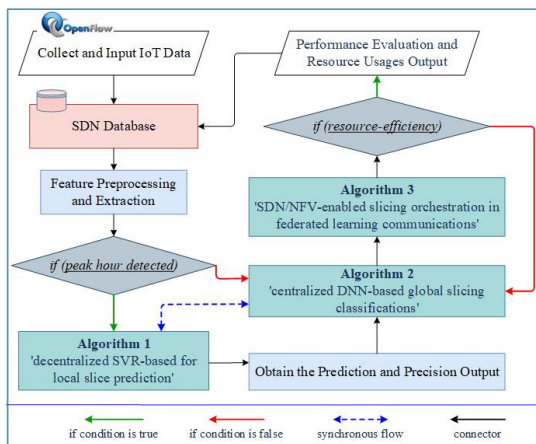 OPENFLOW
Collect and Input IoT Data
SDN Database
Feature Preprocessing
and Extraction
if (peak hour detected)
Algorithm 1
'decentralized SVR-based for
local slice prediction'
Performance Evaluation and
Resource Usages Output
if (resource-efficiency)
Algorithm 3
'SDN/NFV-enabled slicing orchestration in
federated learning communications'
Algorithm 2
'centralized DNN-based global slicing
classifications'
Obtain the Prediction and Precision Output
if condition is true
if condition is false
synchronous flow
connector